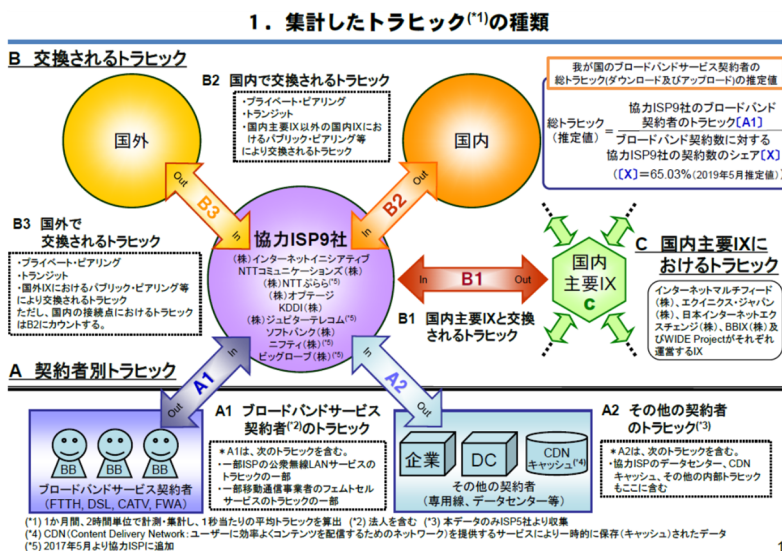 1．集計したトラヒック(*1)の種類
B 交換されるトラヒック
国外
B2 国内で交換されるトラヒック
・プライベート・ピアリング
・トランジット
・国内主要IX以外の国内IXにお
けるパブリック・ピアリング等
により交換されるトラヒック
国内
我が国のブロードバンドサービス契約者の
総トラヒック(ダウンロード及びアップロード)の推定値
総トラヒック
（推定値）
＝
協力ISP9社のブロードバンド
契約者のトラヒック[A1]
ブロードバンド契約数に対する
協力ISP9社の契約数のシェア[X]
([X]＝65.03%(2019年5月推定値))
Out
B3
In
Out
B2
In
B3 国外で
交換されるトラヒック
・プライベート・ピアリング
・トランジット
・国外IXにおけるパブリック・ピアリング等
により交換されるトラヒック
ただし、国内の接続点におけるトラヒック
はB2にカウントする。
協力ISP9社
(株)インターネットイニシアティブ
NTTコミュニケーションズ(株)
(株)NTTぷらら(*5)
(株)オプテージ
KDDI(株)
(株)ジュピターテレコム(*5)
ソフトバンク(株)
ニフティ(株)(*5)
ビッグローブ(株)(*5)
In
B1
Out
B1 国内主要IXと交換
されるトラヒック
国内
主要IX
C
C 国内主要IXに
おけるトラヒック
インターネットマルチフィード
(株)、エクイニクス・ジャパン
(株)、日本インターネットエク
スチェンジ(株)、BBIX(株)及
びWIDE Projectがそれぞれ
運営するIX
A 契約者別トラヒック
In
A1
Out
In
A2
Out
BB
BB
BB
ブロードバンドサービス契約者
(FTTH, DSL, CATV, FWA)
A1 ブロードバンドサービス
契約者(*2)のトラヒック
＊A1は、次のトラヒックを含む。
・一部ISPの公衆無線LANサービスの
トラヒックの一部
・一部移動通信事業者のフェムトセル
サービスのトラヒックの一部
企業
DC
CDN
キャッシュ(*4)
その他の契約者
(専用線、データセンター等)
A2 その他の契約者
のトラヒック(*3)
＊A2は、次のトラヒックを含む。
・協力ISPのデータセンター、CDN
キャッシュ、その他の内部トラヒック
もここに含む
(*1) 1か月間、2時間単位で計測・集計し、1秒当たりの平均トラヒックを算出 (*2) 法人を含む (*3) 本データのみISP5社より収集
(*4) CDN(Content Delivery Network：ユーザーに効率よくコンテンツを配信するためのネットワーク)を提供するサービスにより一時的に保存(キャッシュ)されたデータ
(*5) 2017年5月より協力ISPに追加
1